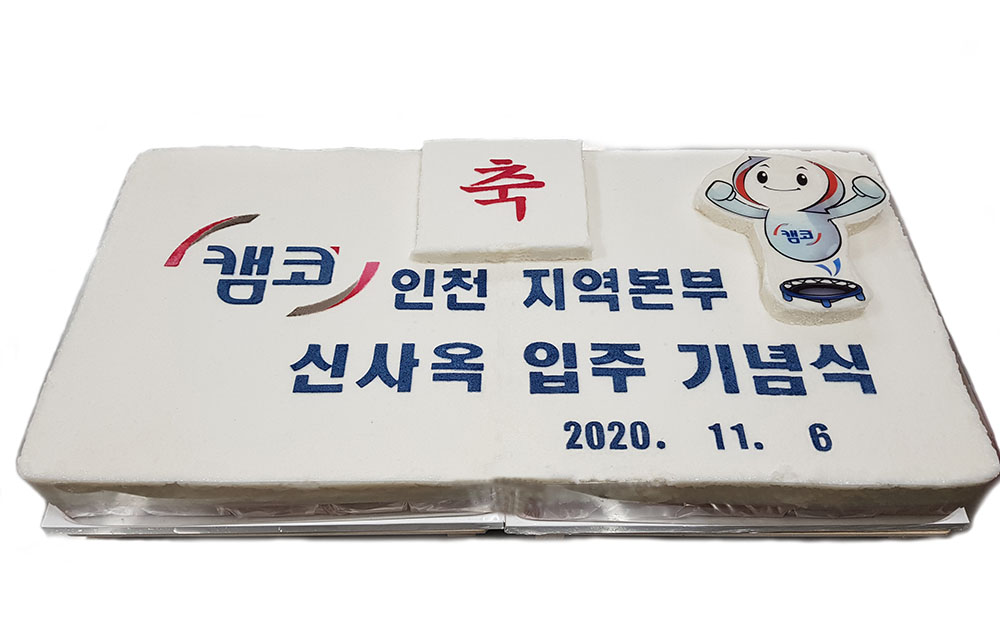 축
캠코
캠코 인천 지역본부
신사옥 입주 기념식
2020. 11. 6